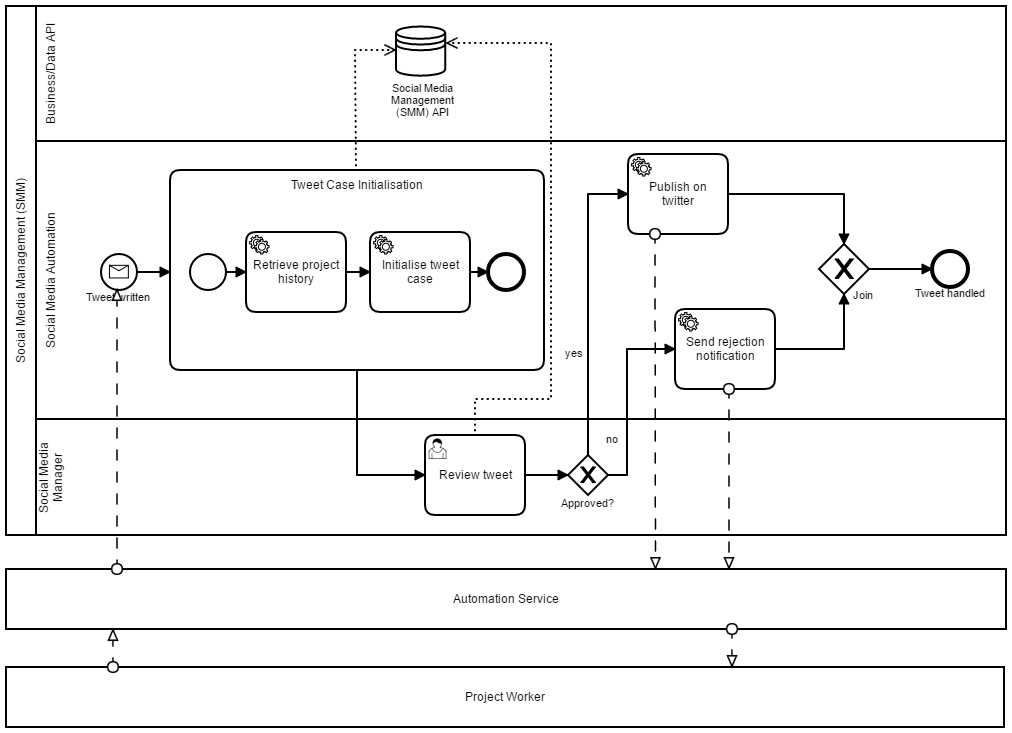 Social Media Management (SMM)
Business/Data API
Social Media
Management
(SMM) API
Social Media Automation
Tweet Case Initialisation
Retrieve project
history
Initialise tweet
case
Tweet written
Publish on
twitter
Join
Tweet handled
Send rejection
notification
yes
no
Social Media
Manager
Review tweet
Approved?
Automation Service
Project Worker